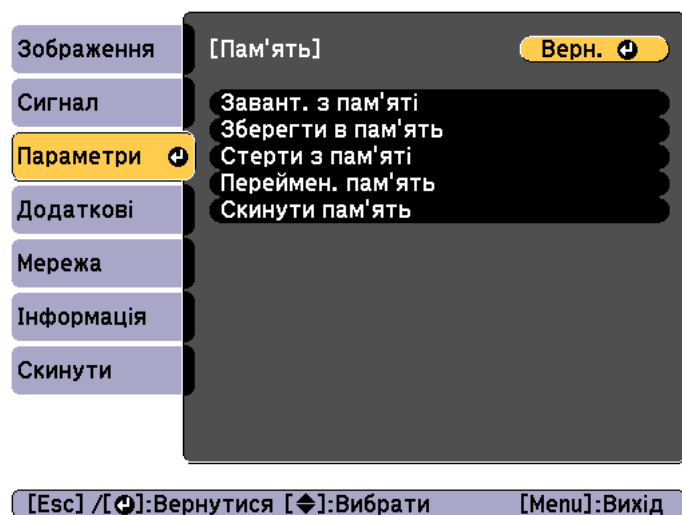 Зображення
Сигнал
Параметри
Додаткові
Мережа
Інформація
Скинути
[Пам'ять]
Верн.
Завант. з пам'яті
Зберегти в пам'ять
Стерти з пам'яті
Переймен. пам'ять
Скинути пам'ять
[Esc] /[⏎]:Вернутися [◆]:Вибрати [Menu]:Вихід